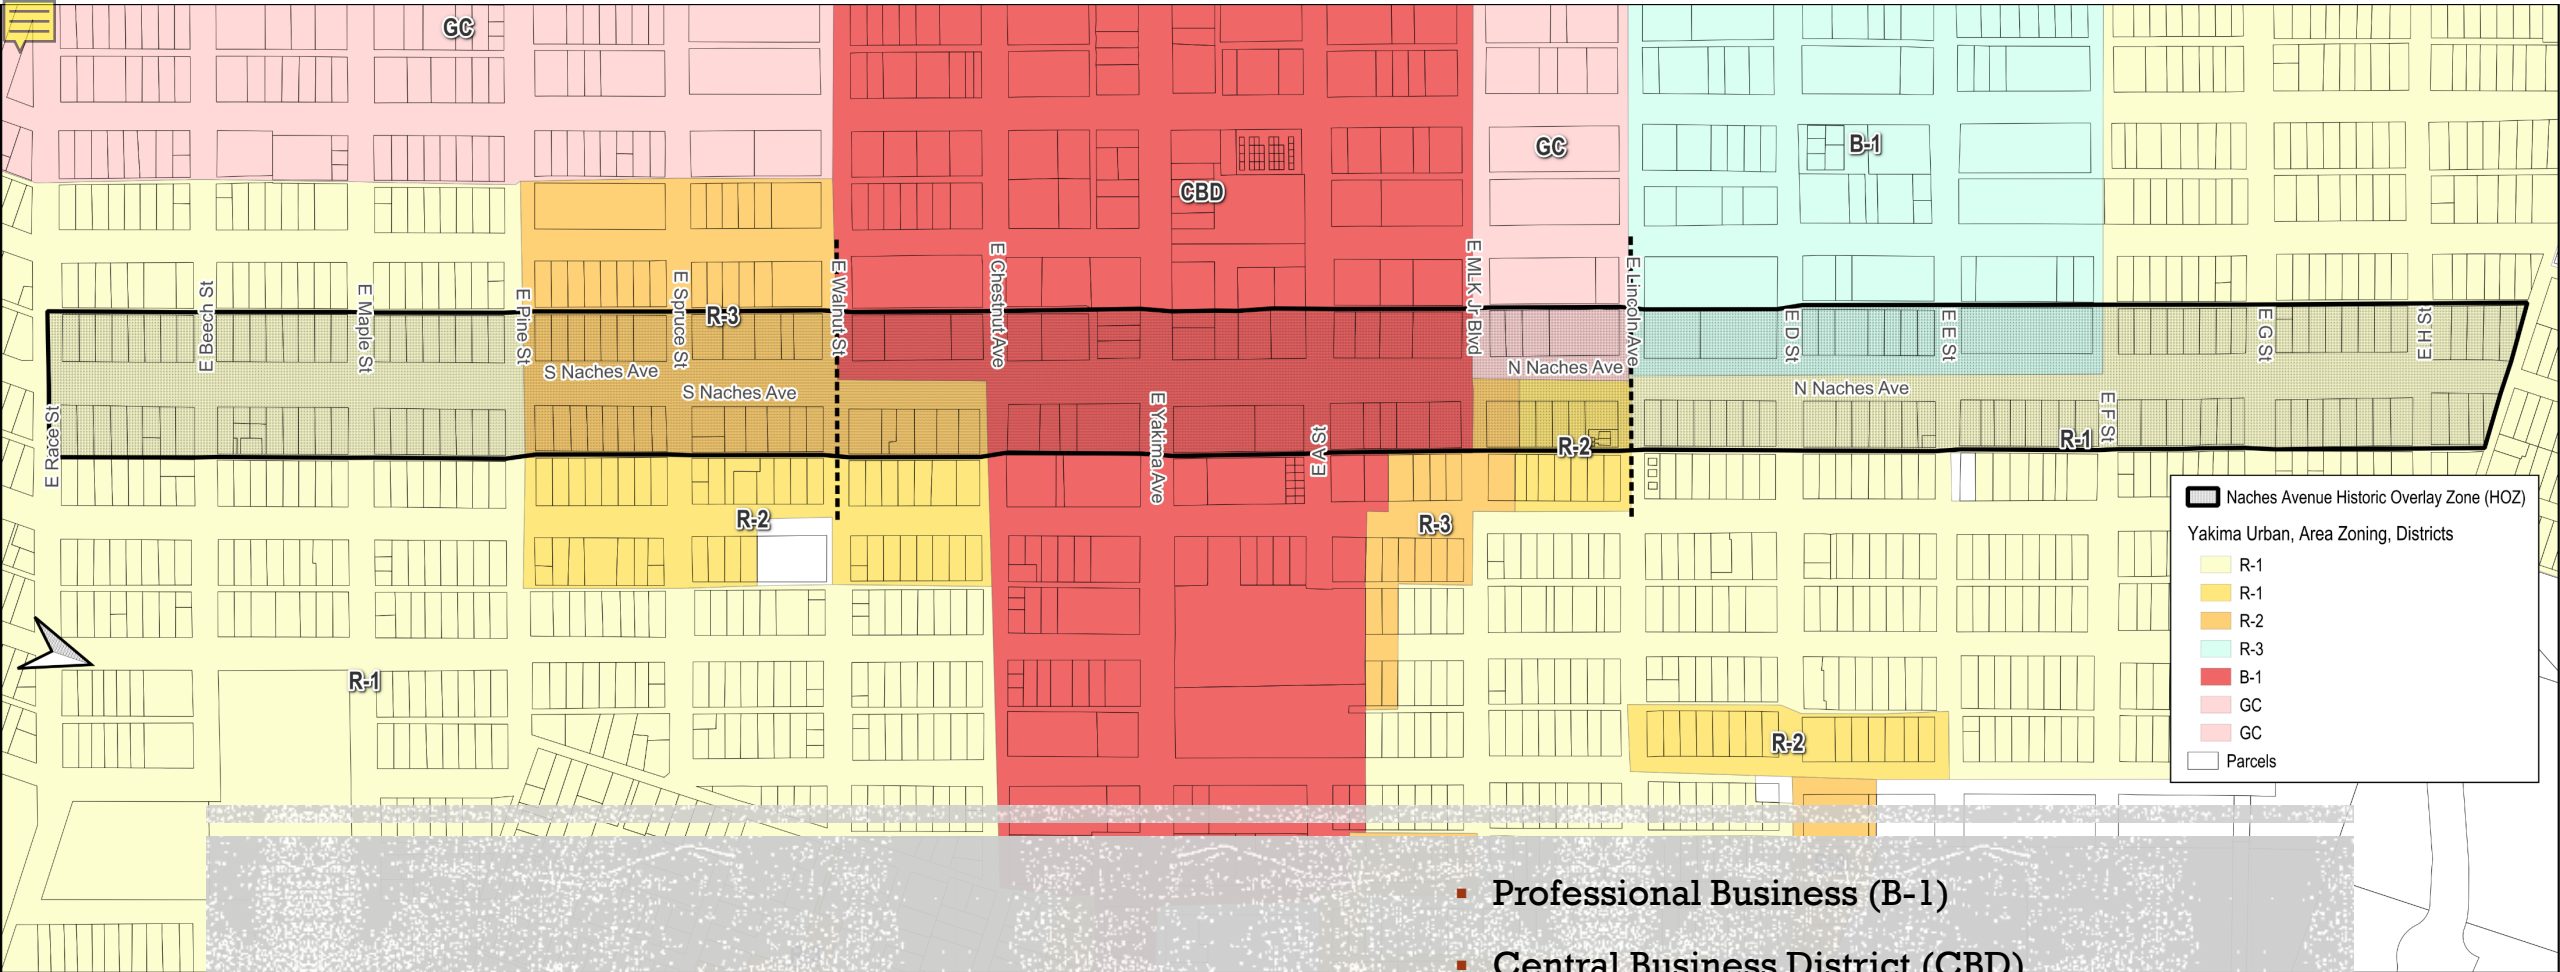 GC
GC
B-1
CBD
E Beech St
E Maple St
E Pine St
E Spruce St
R-3
E Walnut St
E Chestnut Ave
E MLK Jr Blvd
E Lincoln Ave
E D St
E E St
E G St
E H St
S Naches Ave
N Naches Ave
S Naches Ave
N Naches Ave
E Race St
E Yakima Ave
E A St
E F St
R-2
R-1
R-2
R-3
R-1
R-2
Naches Avenue Historic Overlay Zone (HOZ)
Yakima Urban, Area Zoning, Districts
R-1
R-1
R-2
R-3
B-1
GC
GC
Parcels
▪ Professional Business (B-1)
▪ Central Business District (CBD)